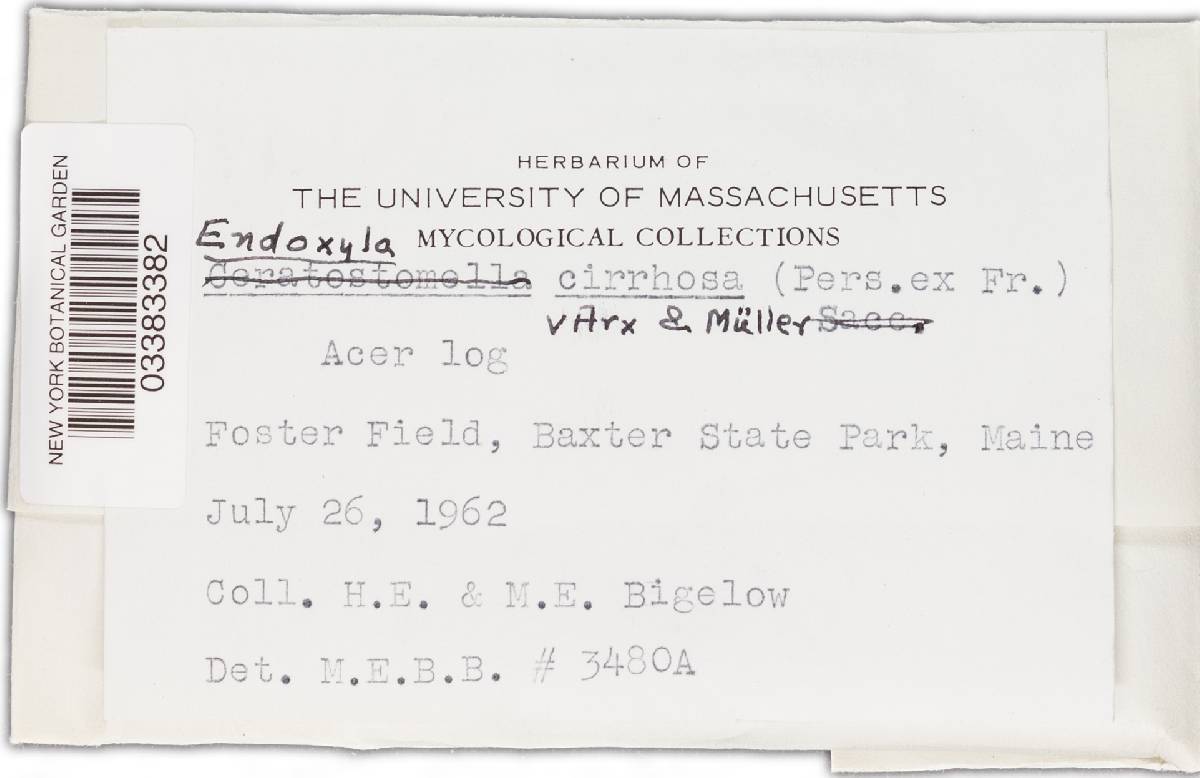 NEW YORK BOTANICAL GARDEN
03383382
HERBARIUM OF
THE UNIVERSITY OF MASSACHUSETTS
MYCOLOGICAL COLLECTIONS
Endoxyla
Ceratostomella cirrhosa (Pers.ex Fr.)
vArx & Müller Sacc.
Acer log
Foster Field, Baxter State Park, Maine
July 26, 1962
Coll. H.E. & M.E. Bigelow
Det. M.E.B.B. # 3480A